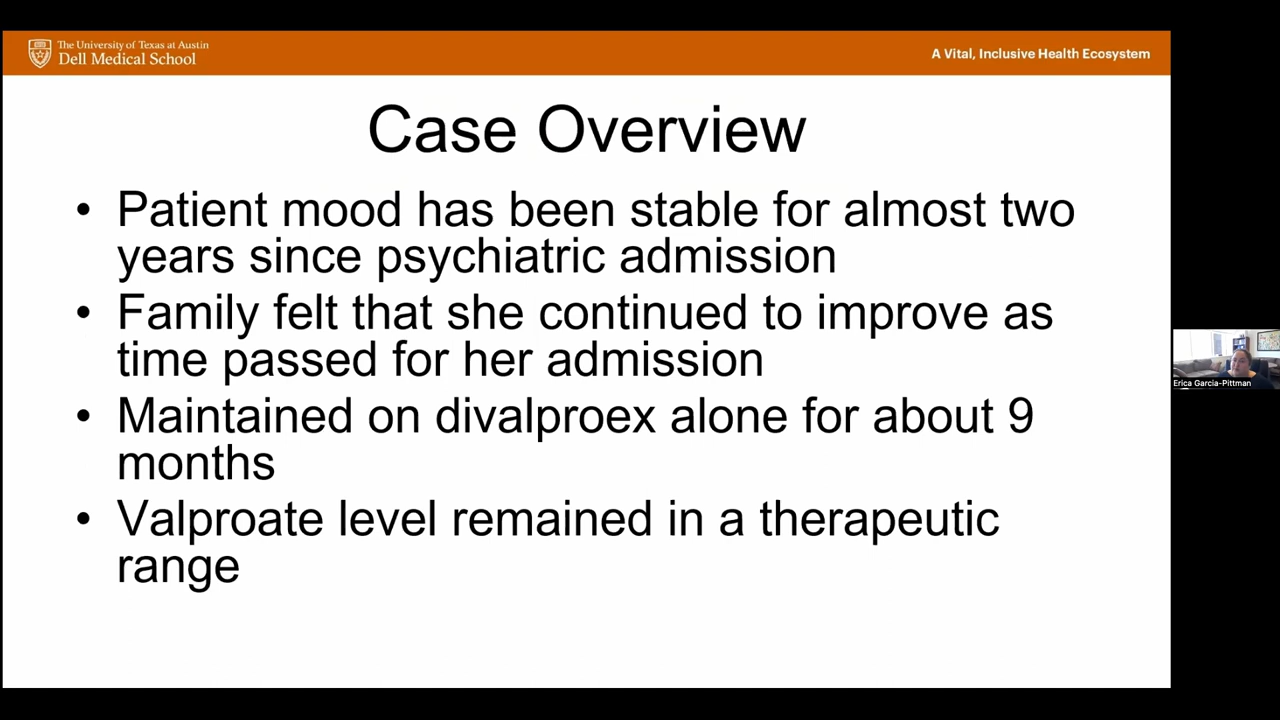 The University of Texas at Austin
Dell Medical School
A Vital, Inclusive Health Ecosystem
Case Overview
• Patient mood has been stable for almost two
years since psychiatric admission
• Family felt that she continued to improve as
time passed for her admission
• Maintained on divalproex alone for about 9
months
• Valproate level remained in a therapeutic
range
Erica Garcia-Pittman